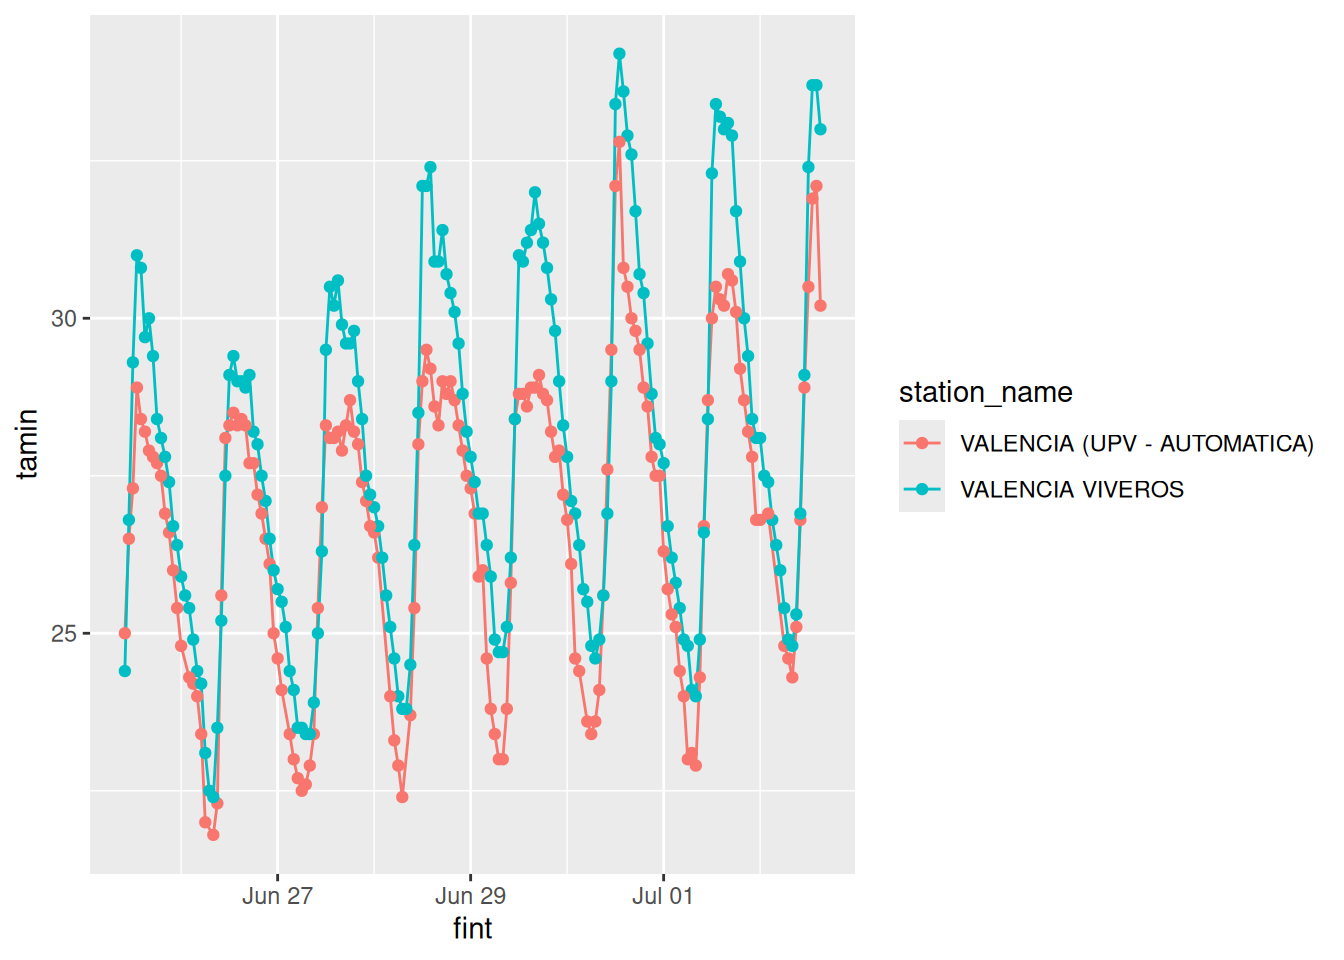 tamin
30
25
Jun 27
Jun 29
Jul 01
fint
station_name
VALENCIA (UPV - AUTOMATICA)
VALENCIA VIVEROS